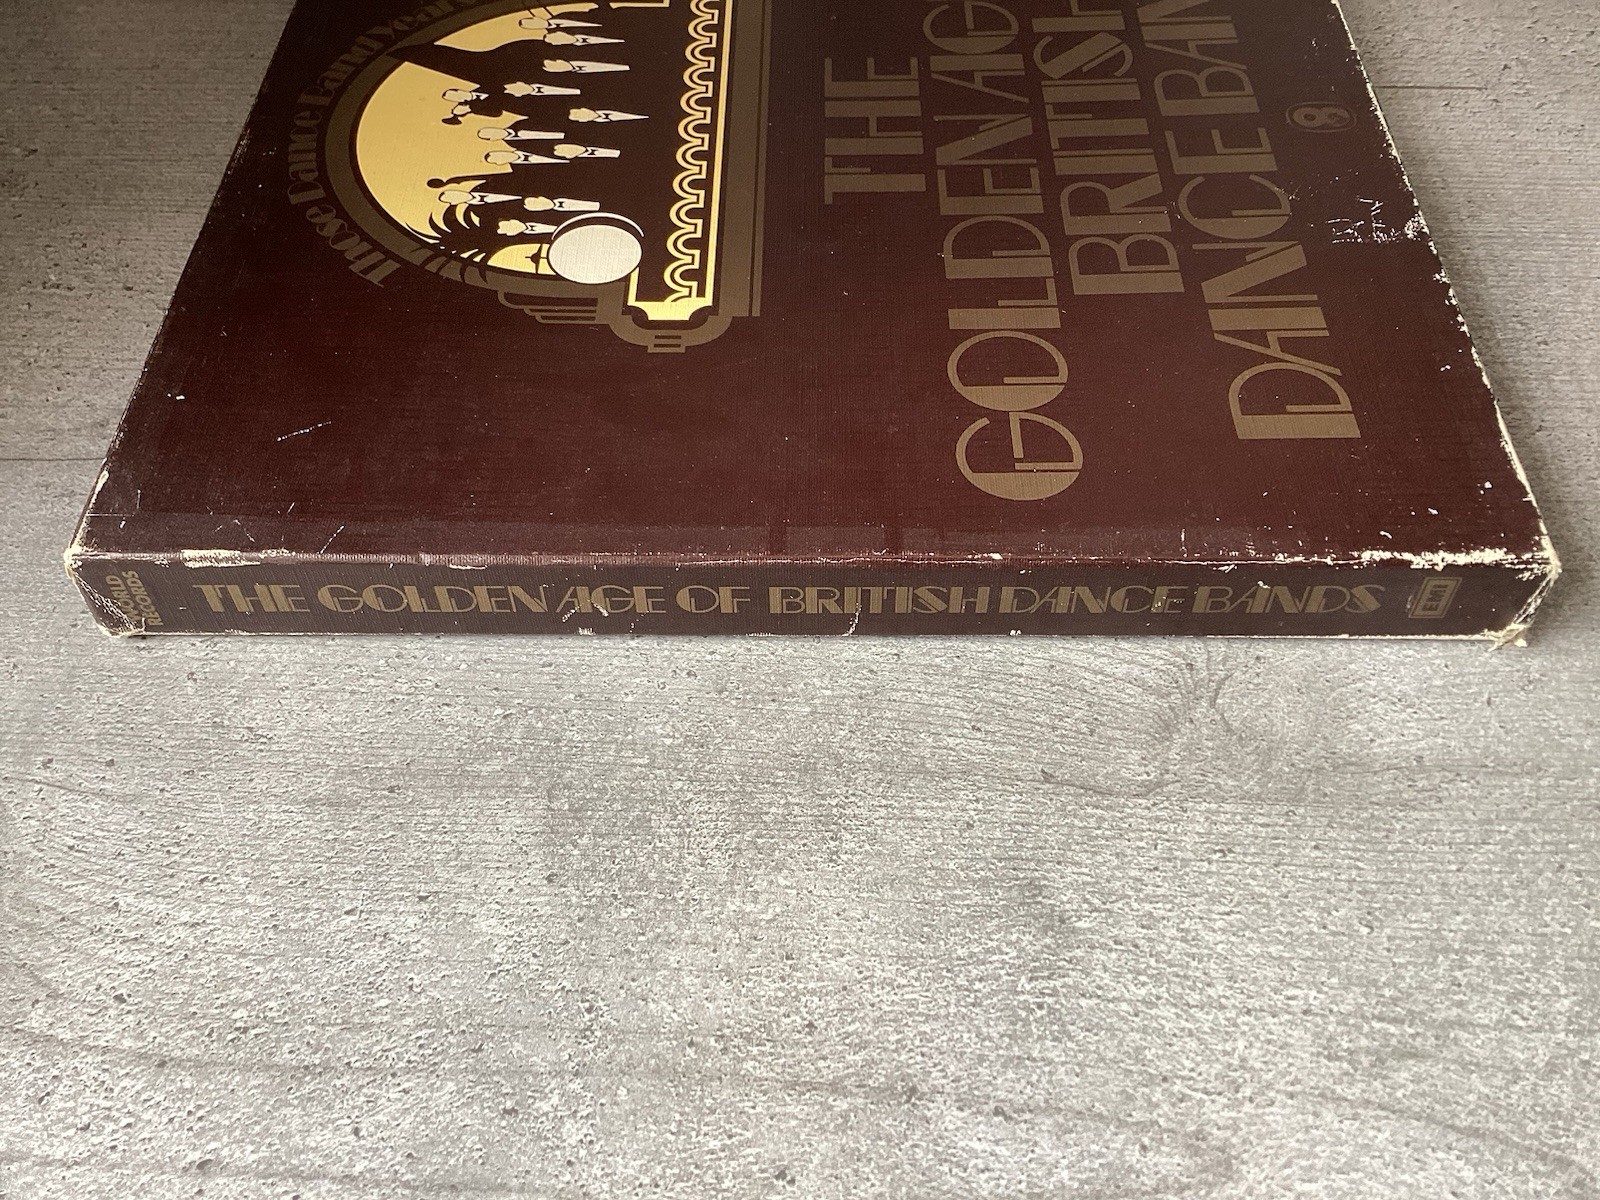 Those Dance Band Years
THE
GOLDEN AG
BRITISH
DANCE BAN
WORLD
RECORDS
THE GOLDEN AGE OF BRITISH DANCE BANDS
EMI